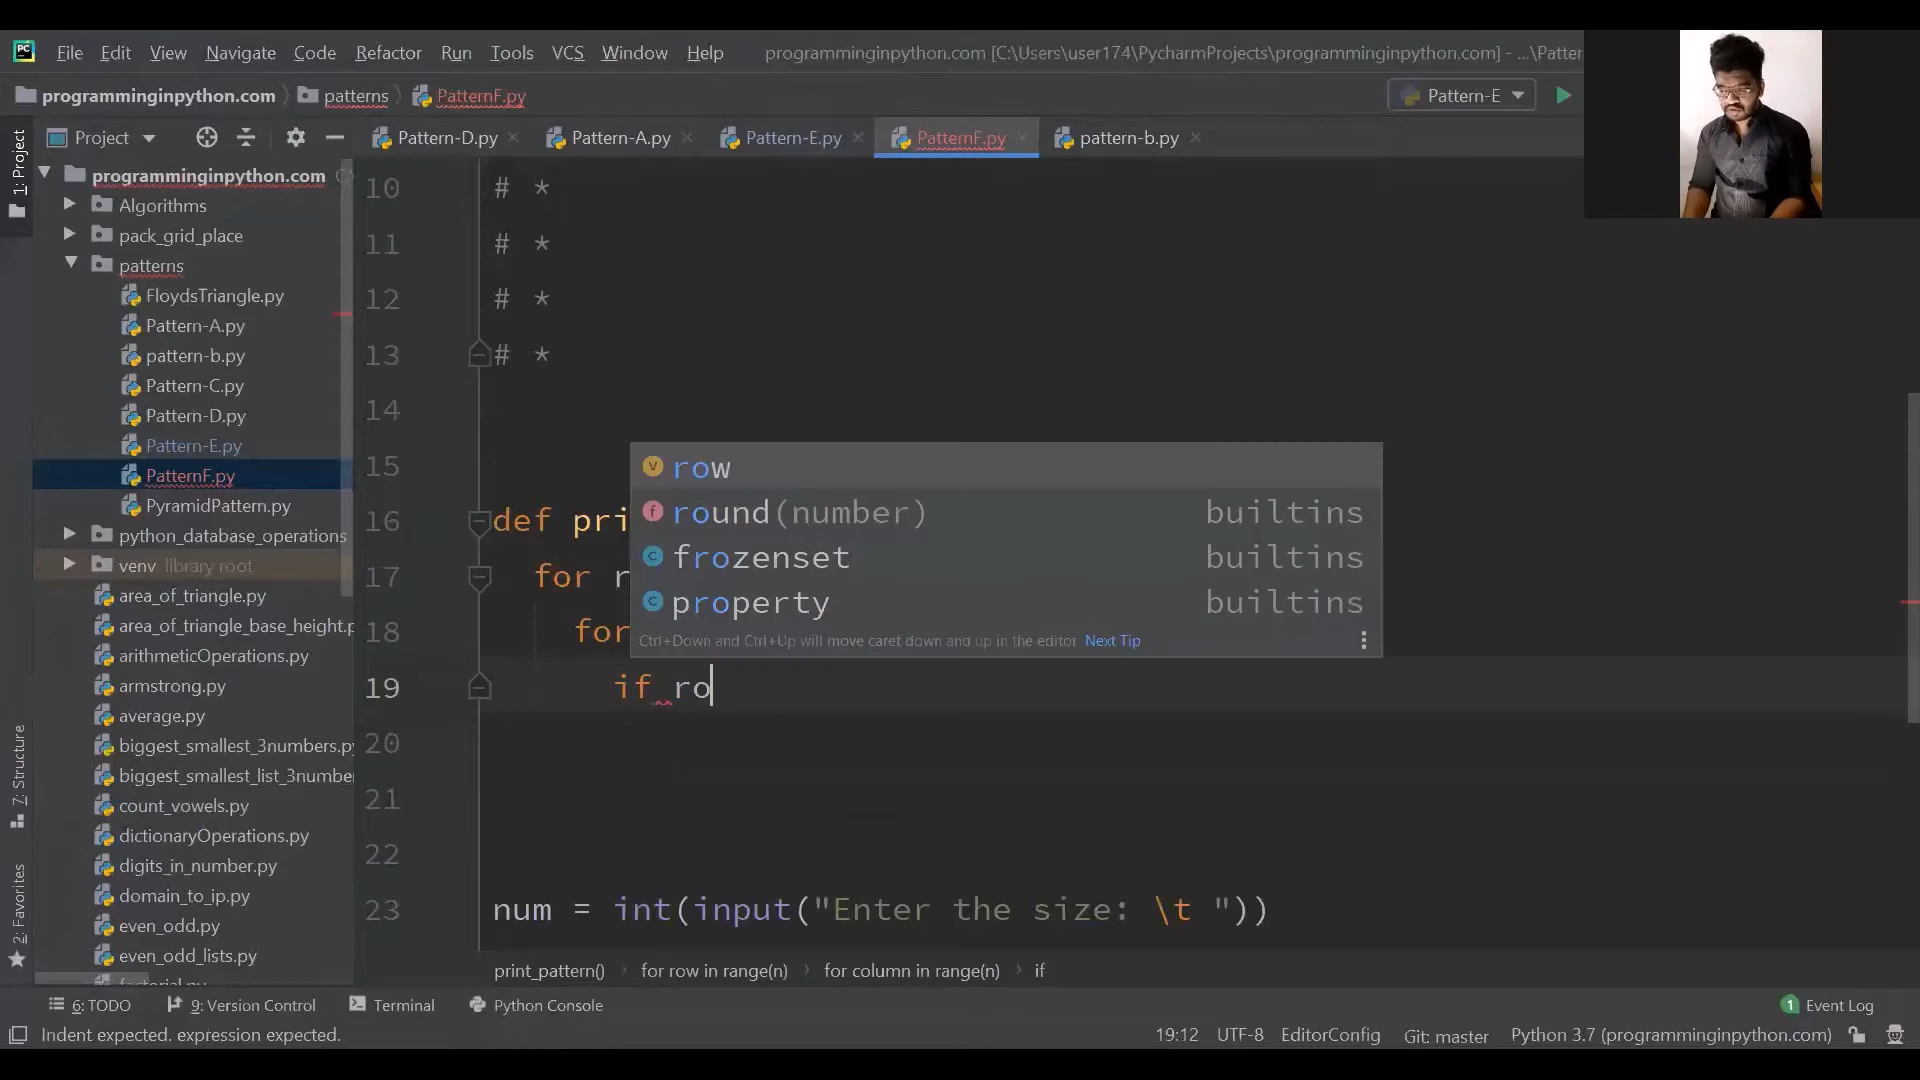 File Edit View Navigate Code Refactor Run Tools VCS Window Help programminginpython.com [C:\Users\user174\PycharmProjects\programminginpython.com] - ...\Patter
programminginpython.com patterns PatternF.py Pattern-E
Project Pattern-D.py Pattern-A.py Pattern-E.py PatternF.py pattern-b.py
1: Project
7: Structure
2: Favorites
programminginpython.com
Algorithms
pack_grid_place
patterns
FloydsTriangle.py
Pattern-A.py
pattern-b.py
Pattern-C.py
Pattern-D.py
Pattern-E.py
PatternF.py
PyramidPattern.py
python_database_operations
venv library root
area_of_triangle.py
area_of_triangle_base_height.p
arithmeticOperations.py
armstrong.py
average.py
biggest_smallest_3numbers.py
biggest_smallest_list_3number
count_vowels.py
dictionaryOperations.py
digits_in_number.py
domain_to_ip.py
even_odd.py
even_odd_lists.py
10 # *
11 # *
12 # *
13 # *
14
15
16 def pri
17 for r
18 for
19 if ro
20
21
22
23 num = int(input("Enter the size: \t "))
row
round(number) builtins
frozenset builtins
property builtins
Ctrl+Down and Ctrl+Up will move caret down and up in the editor Next Tip
print_pattern() for row in range(n) for column in range(n) if
6: TODO 9: Version Control Terminal Python Console 1 Event Log
Indent expected. expression expected. 19:12 UTF-8 EditorConfig Git: master Python 3.7 (programminginpython.com)